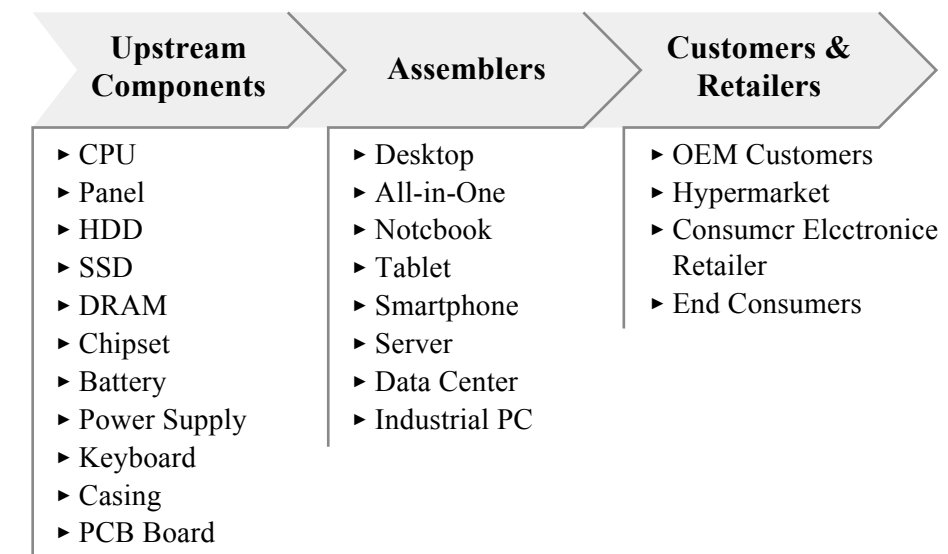 Upstream
Components
Assemblers
Customers &
Retailers
► CPU
► Panel
► HDD
► SSD
► DRAM
► Chipset
► Battery
► Power Supply
► Keyboard
► Casing
► PCB Board
► Desktop
► All-in-One
► Notcbook
► Tablet
► Smartphone
► Server
► Data Center
► Industrial PC
► OEM Customers
► Hypermarket
► Consumcr Elcctronice
Retailer
► End Consumers